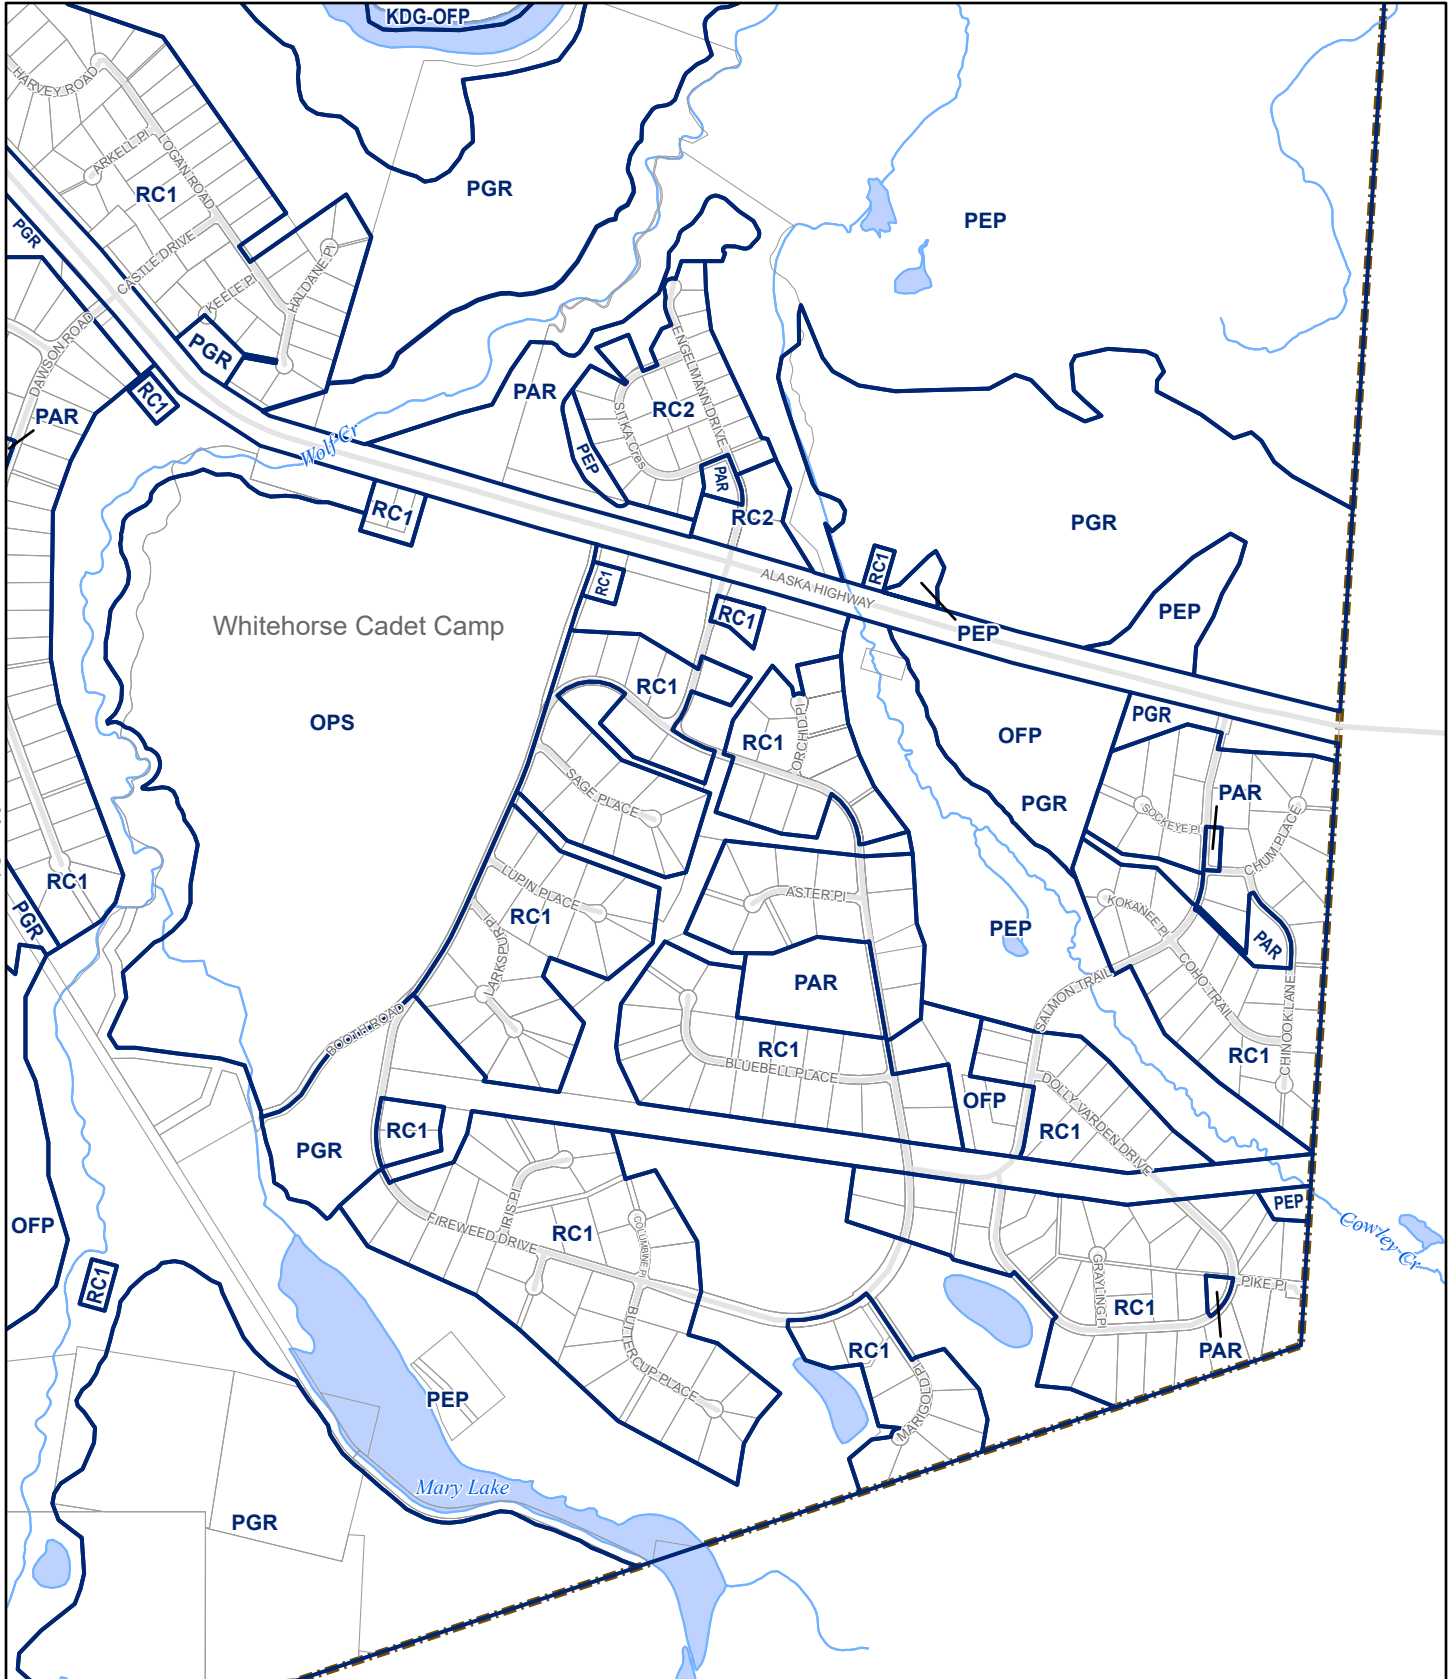 KDG-OFP
HARVEY ROAD
ARKELL Pl
LOGAN ROAD
RC1
PGR
PEP
PGR
CASTLE DRIVE
HALDANE Pl
KEELE Pl
DAWSON ROAD
PGR
ENGELMANN DRIVE
RC1
PAR
PAR
RC2
SITKA Cres
Wolf Cr
PEP
PAR
RC1
RC2
PGR
ALASKA HIGHWAY
RC1
RC1
RC1
PEP
PEP
Whitehorse Cadet Camp
OPS
RC1
RC1
ORCHID Pl
OFP
PGR
SAGE PLACE
PGR
PAR
SOCKEYE Pl
CHUM PLACE
RC1
LUPIN PLACE
ASTER Pl
RC1
PGR
LARKSPUR Pl
KOKANEE Pl
PEP
PAR
PAR
COHO TRAIL
SALMON TRAIL
CHINOOK LANE
BOOTH ROAD
RC1
BLUEBELL PLACE
RC1
DOLLY VARDEN DRIVE
OFP
RC1
RC1
PGR
IRIS Pl
FIREWEED DRIVE
RC1
COLUMBINE Pl
PEP
OFP
Cowley Cr
RC1
GRAYLING Pl
PIKE Pl
RC1
BUTTERCUP PLACE
RC1
PAR
MARIGOLD Pl
PEP
Mary Lake
PGR